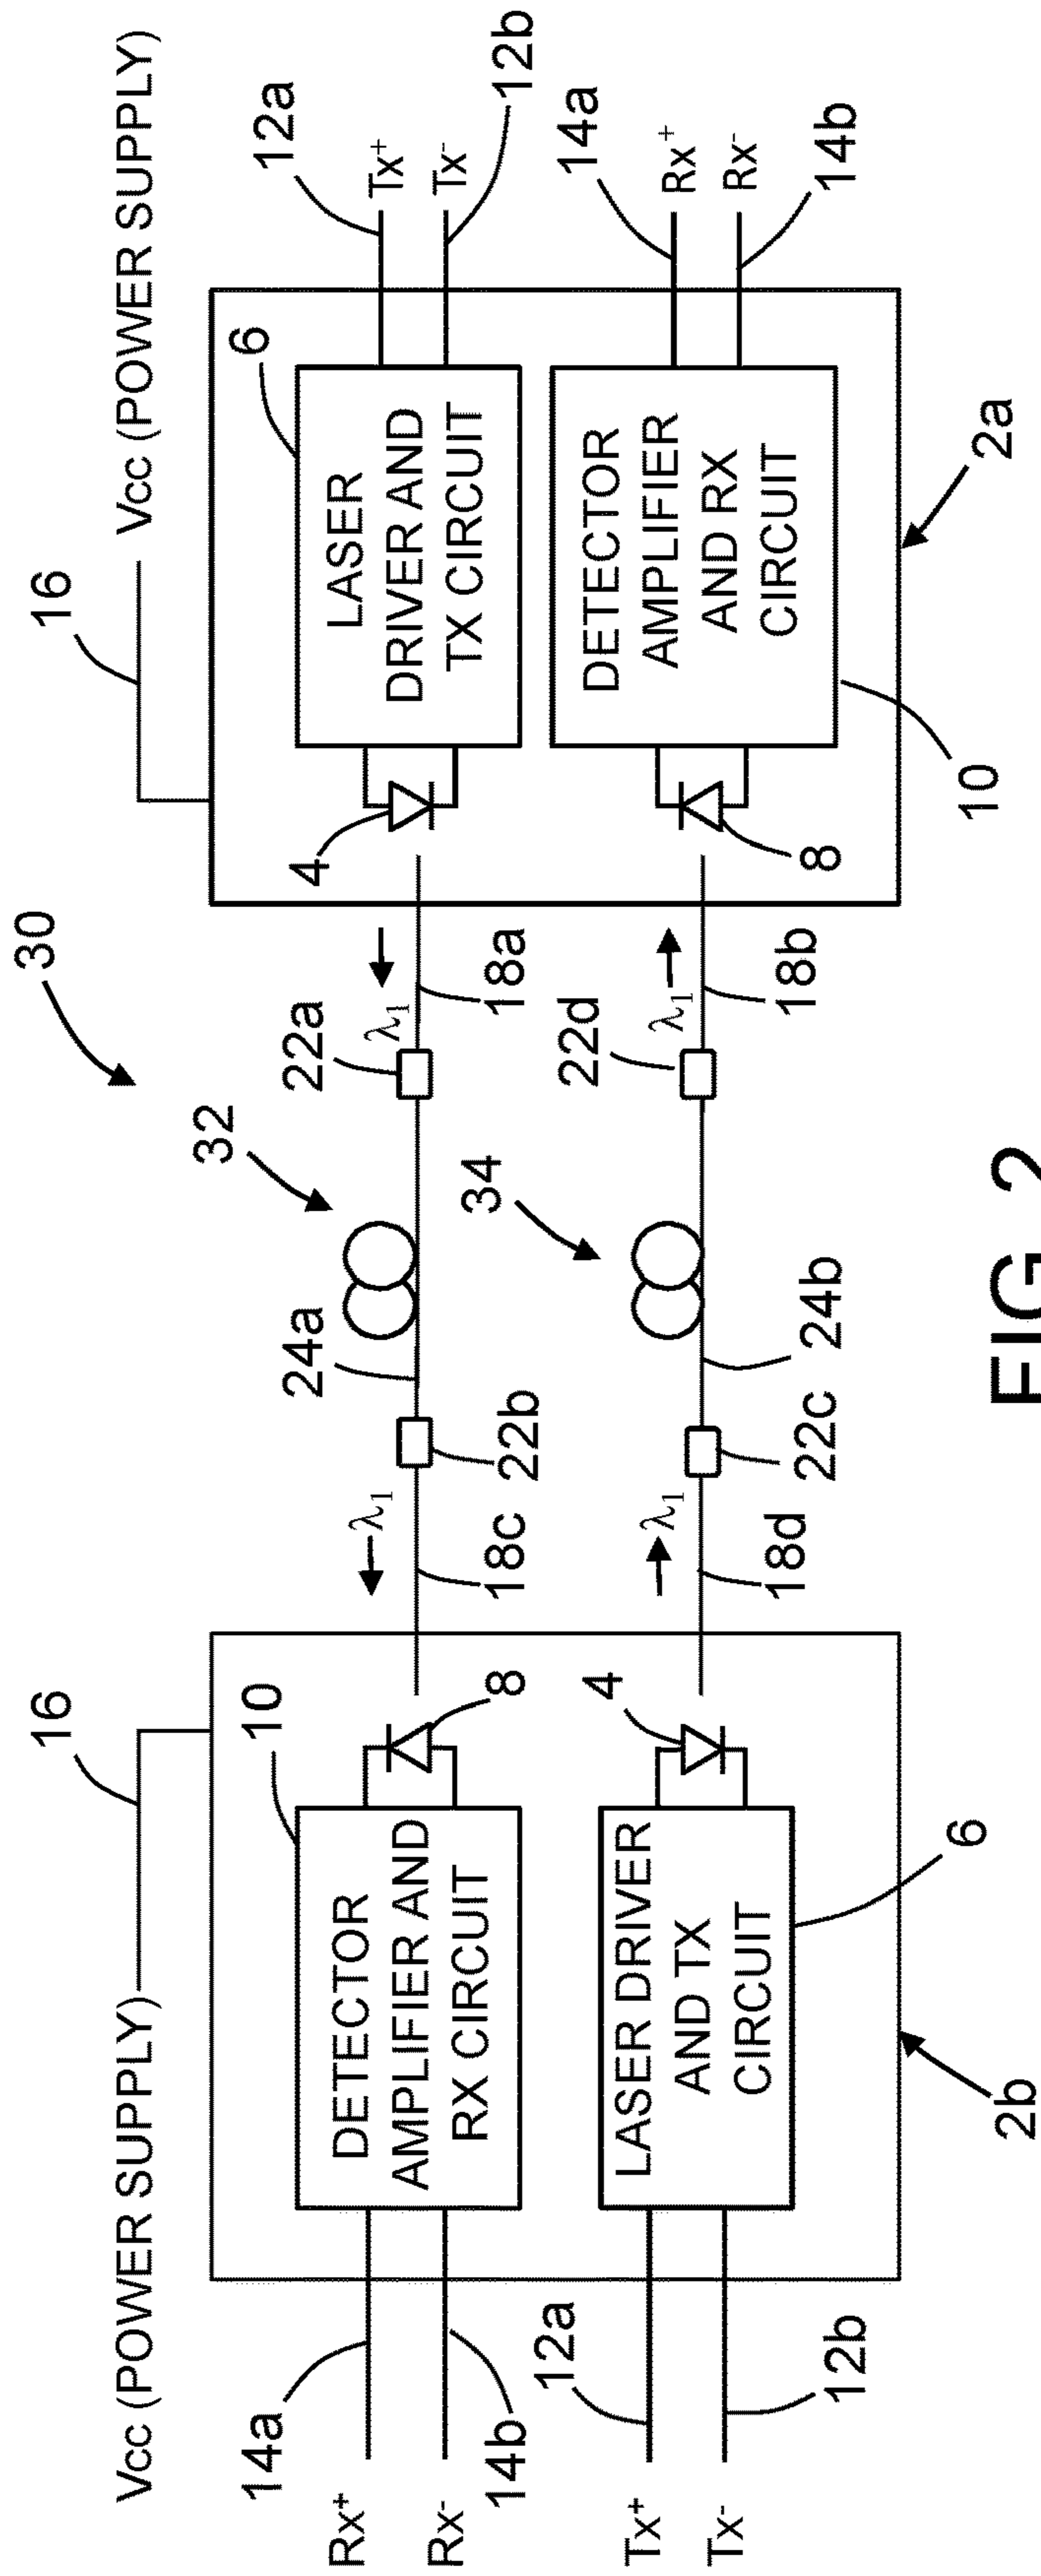 30
Vcc (POWER SUPPLY)
16
16
Vcc (POWER SUPPLY)
14a
Rx+
Rx-
14b
10
DETECTOR
AMPLIFIER AND
RX CIRCUIT
8
12a
Tx+
Tx-
12b
LASER DRIVER
AND TX
CIRCUIT
4
6
2b
λ1
18c
22b
24a
32
22a
λ1
18a
λ1
18d
22c
24b
34
22d
λ1
18b
4
6
LASER
DRIVER AND
TX CIRCUIT
12a
Tx+
Tx-
12b
8
DETECTOR
AMPLIFIER
AND RX
CIRCUIT
10
14a
Rx+
Rx-
14b
2a
FIG. 2